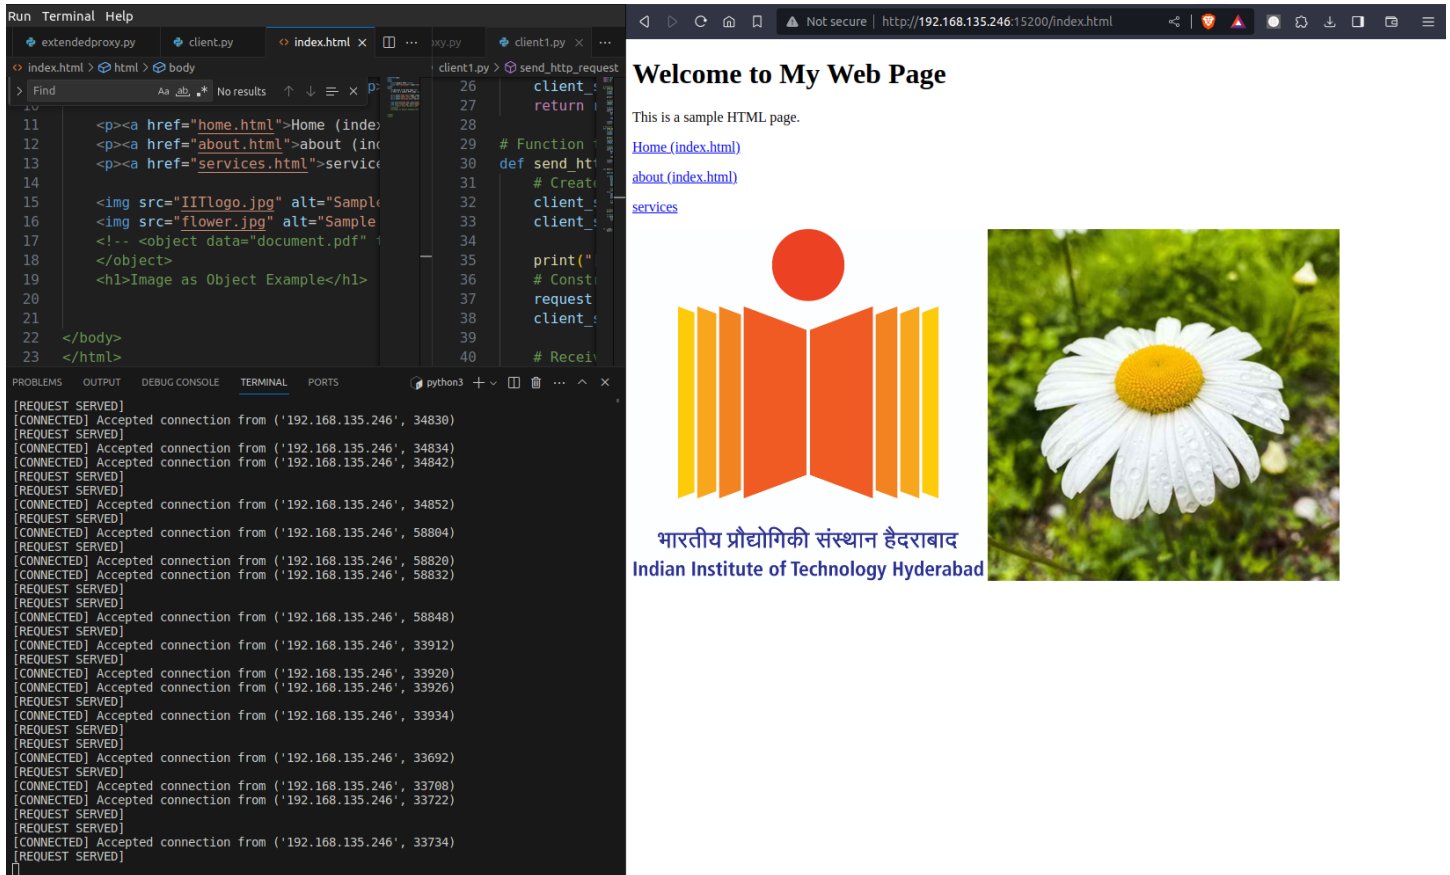 Run Terminal Help
extendedproxy.py client.py index.html
index.html > html > body
Find Aa ab .* No results
11 <p><a href="home.html">Home (index
12 <p><a href="about.html">about (ind
13 <p><a href="services.html">service
14
15 <img src="IITlogo.jpg" alt="Sample
16 <img src="flower.jpg" alt="Sample
17 <!-- <object data="document.pdf"
18 </object>
19 <h1>Image as Object Example</h1>
20
21
22 </body>
23 </html>
oxy.py client1.py
client1.py > send_http_request
26 client_s
27 return
28
29 # Function
30 def send_htt
31 # Create
32 client_s
33 client_s
34
35 print("
36 # Const
37 request
38 client_s
39
40 # Recei
PROBLEMS OUTPUT DEBUG CONSOLE TERMINAL PORTS python3
[REQUEST SERVED]
[CONNECTED] Accepted connection from ('192.168.135.246', 34830)
[REQUEST SERVED]
[CONNECTED] Accepted connection from ('192.168.135.246', 34834)
[CONNECTED] Accepted connection from ('192.168.135.246', 34842)
[REQUEST SERVED]
[REQUEST SERVED]
[CONNECTED] Accepted connection from ('192.168.135.246', 34852)
[REQUEST SERVED]
[CONNECTED] Accepted connection from ('192.168.135.246', 58804)
[REQUEST SERVED]
[CONNECTED] Accepted connection from ('192.168.135.246', 58820)
[CONNECTED] Accepted connection from ('192.168.135.246', 58832)
[REQUEST SERVED]
[REQUEST SERVED]
[CONNECTED] Accepted connection from ('192.168.135.246', 58848)
[REQUEST SERVED]
[CONNECTED] Accepted connection from ('192.168.135.246', 33912)
[REQUEST SERVED]
[CONNECTED] Accepted connection from ('192.168.135.246', 33920)
[CONNECTED] Accepted connection from ('192.168.135.246', 33926)
[REQUEST SERVED]
[CONNECTED] Accepted connection from ('192.168.135.246', 33934)
[REQUEST SERVED]
[REQUEST SERVED]
[CONNECTED] Accepted connection from ('192.168.135.246', 33692)
[REQUEST SERVED]
[CONNECTED] Accepted connection from ('192.168.135.246', 33708)
[CONNECTED] Accepted connection from ('192.168.135.246', 33722)
[REQUEST SERVED]
[REQUEST SERVED]
[CONNECTED] Accepted connection from ('192.168.135.246', 33734)
[REQUEST SERVED]
Not secure | http://192.168.135.246:15200/index.html
Welcome to My Web Page
This is a sample HTML page.
Home (index.html)
about (index.html)
services
भारतीय प्रौद्योगिकी संस्थान हैदराबाद
Indian Institute of Technology Hyderabad